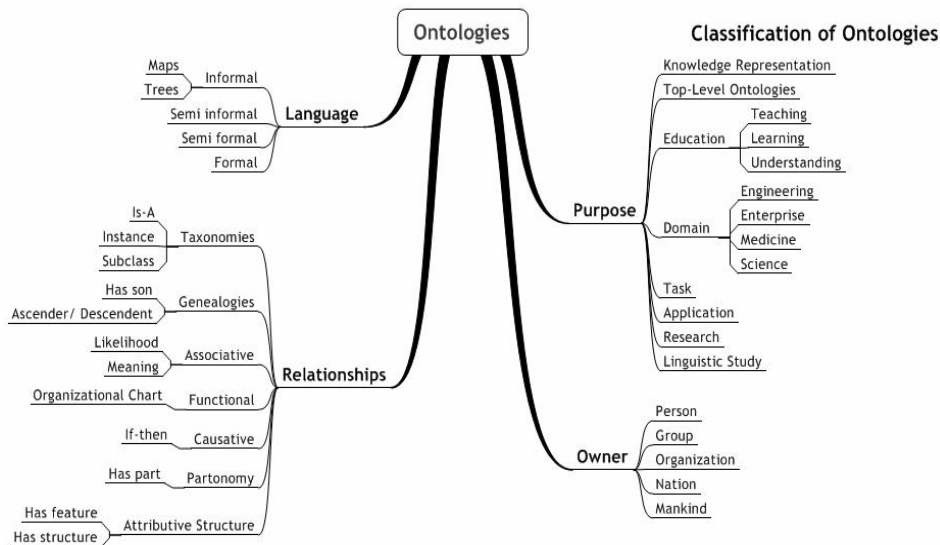 Ontologies
Classification of Ontologies
Language
Informal
Maps
Trees
Semi informal
Semi formal
Formal
Relationships
Taxonomies
Is-A
Instance
Subclass
Genealogies
Has son
Ascender/ Descendent
Associative
Likelihood
Meaning
Functional
Organizational Chart
Causative
If-then
Partonomy
Has part
Attributive Structure
Has feature
Has structure
Purpose
Knowledge Representation
Top-Level Ontologies
Education
Teaching
Learning
Understanding
Domain
Engineering
Enterprise
Medicine
Science
Task
Application
Research
Linguistic Study
Owner
Person
Group
Organization
Nation
Mankind